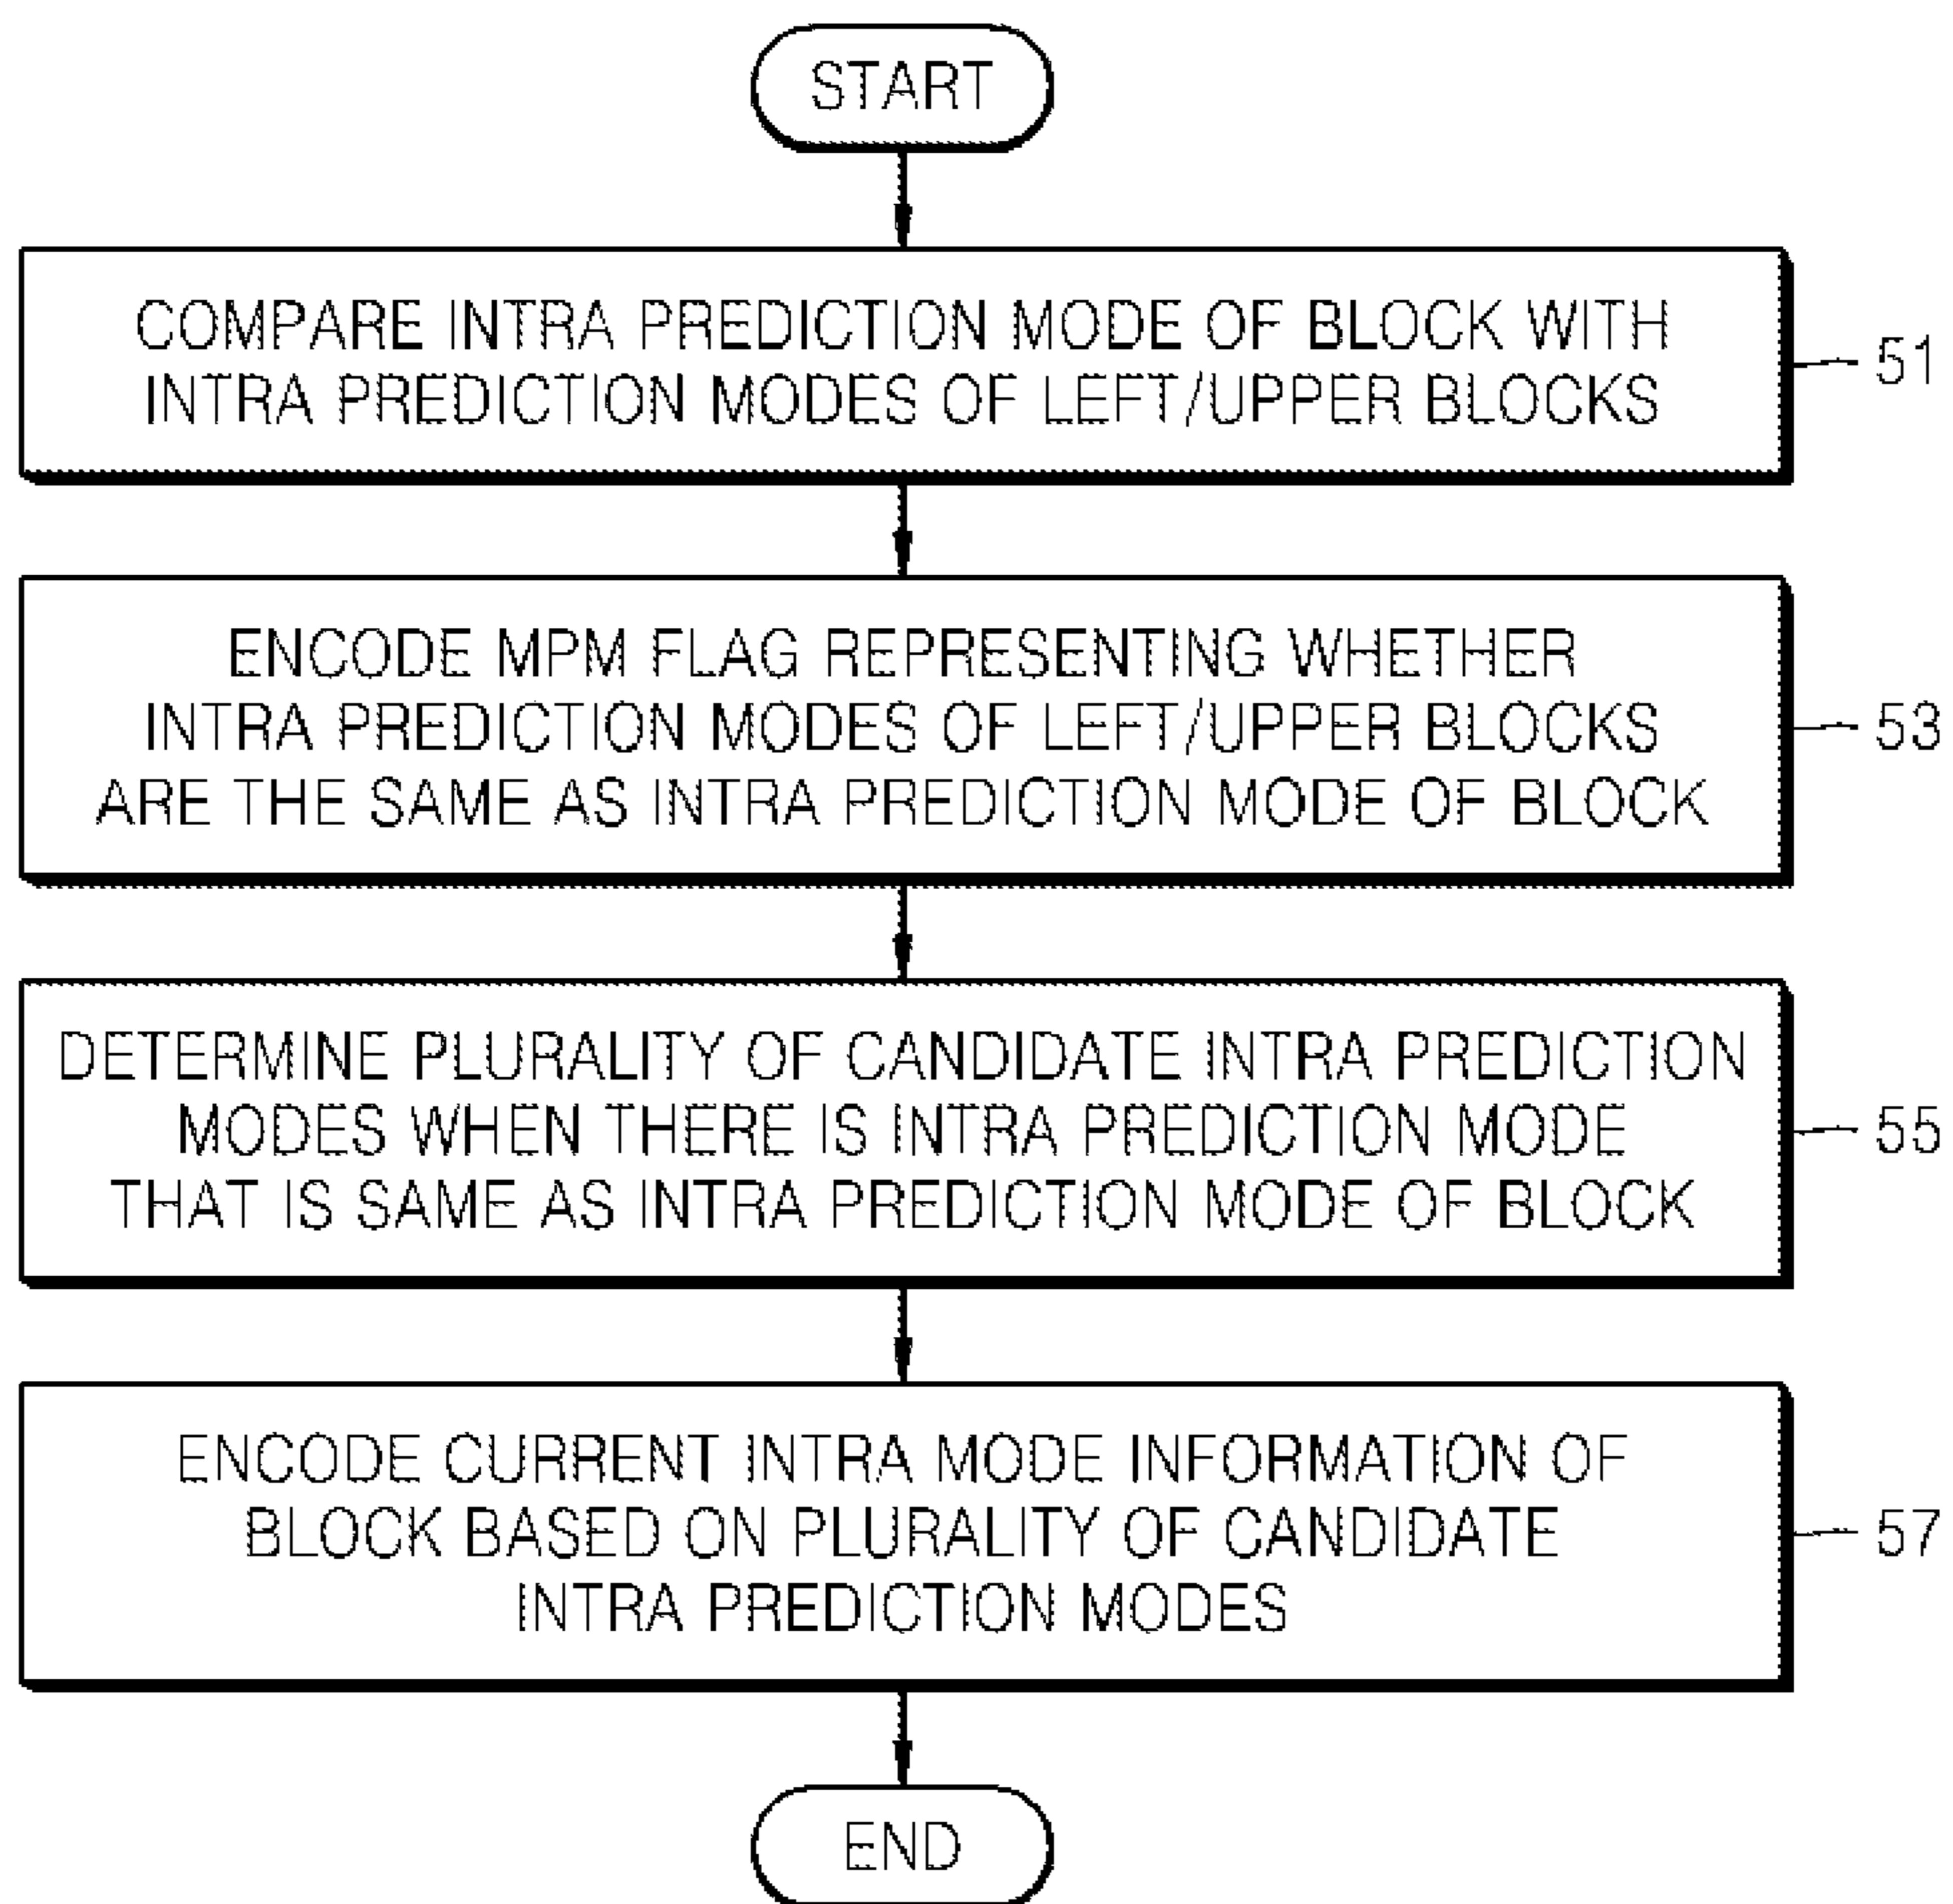 START
COMPARE INTRA PREDICTION MODE OF BLOCK WITH
INTRA PREDICTION MODES OF LEFT/UPPER BLOCKS
51
ENCODE MPM FLAG REPRESENTING WHETHER
INTRA PREDICTION MODES OF LEFT/UPPER BLOCKS
ARE THE SAME AS INTRA PREDICTION MODE OF BLOCK
53
DETERMINE PLURALITY OF CANDIDATE INTRA PREDICTION
MODES WHEN THERE IS INTRA PREDICTION MODE
THAT IS SAME AS INTRA PREDICTION MODE OF BLOCK
55
ENCODE CURRENT INTRA MODE INFORMATION OF
BLOCK BASED ON PLURALITY OF CANDIDATE
INTRA PREDICTION MODES
57
END